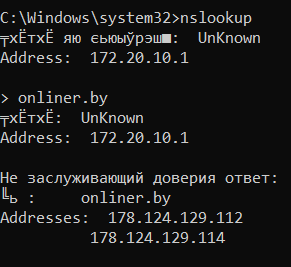 C:\Windows\system32>nslookup
╤хЁтхЁ яю єьюыўрэш■:  UnKnown
Address:  172.20.10.1

> onliner.by
╤хЁтхЁ:  UnKnown
Address:  172.20.10.1

Не заслуживающий доверия ответ:
╚ь :     onliner.by
Addresses:  178.124.129.112
          178.124.129.114